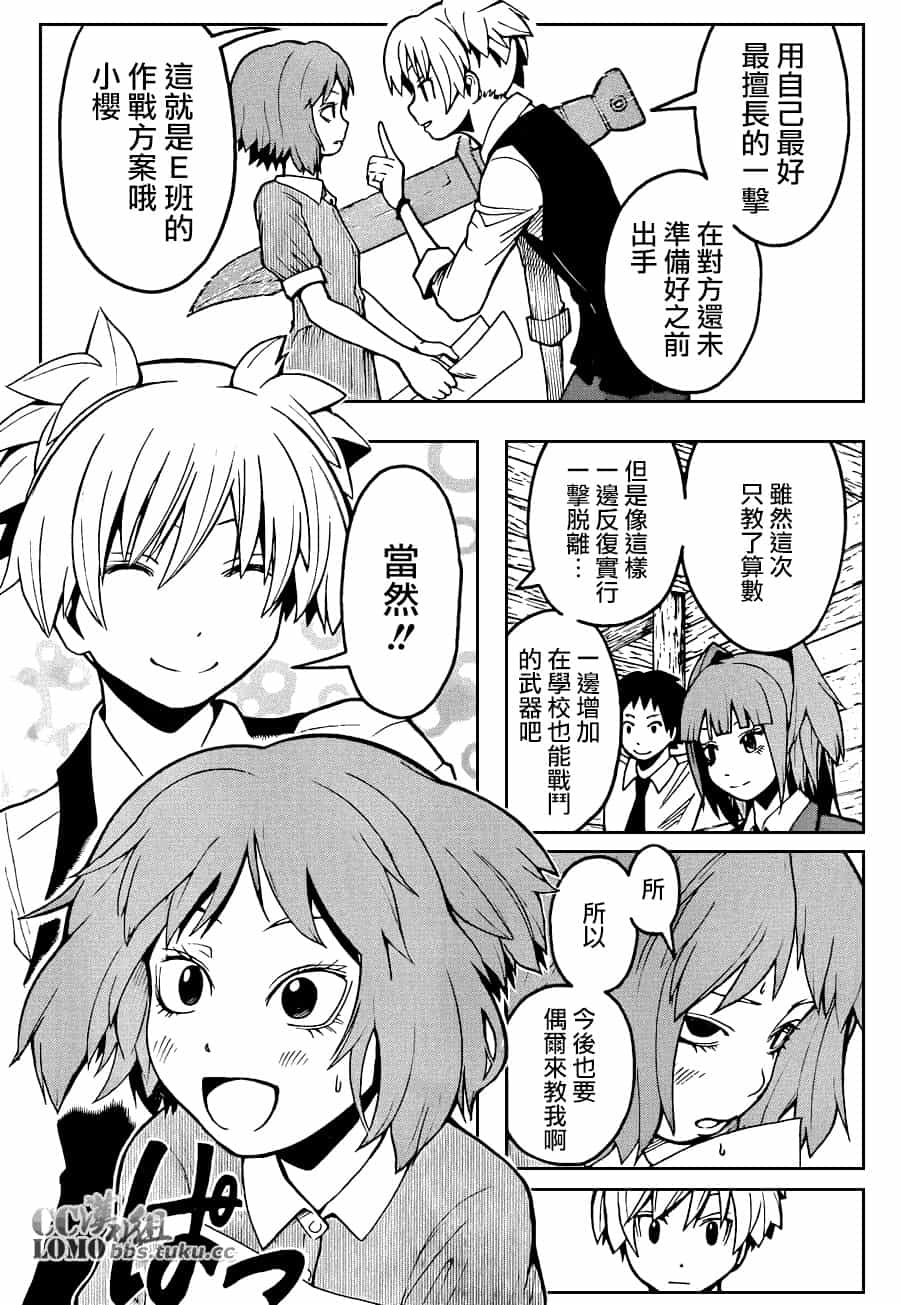 用自己最好
最擅長的一擊
在對方還未
準備好之前
出手
這就是E班的
作戰方案哦
小櫻
雖然這次
只教了算數
但是像這樣
一邊反復實行
一擊脫離…
一邊增加
在學校也能戰鬥
的武器吧
所
所以
今後也要
偶爾來教我啊
當然!!
ぱっ
CC漢化組
LOMO bbs.tuku.cc